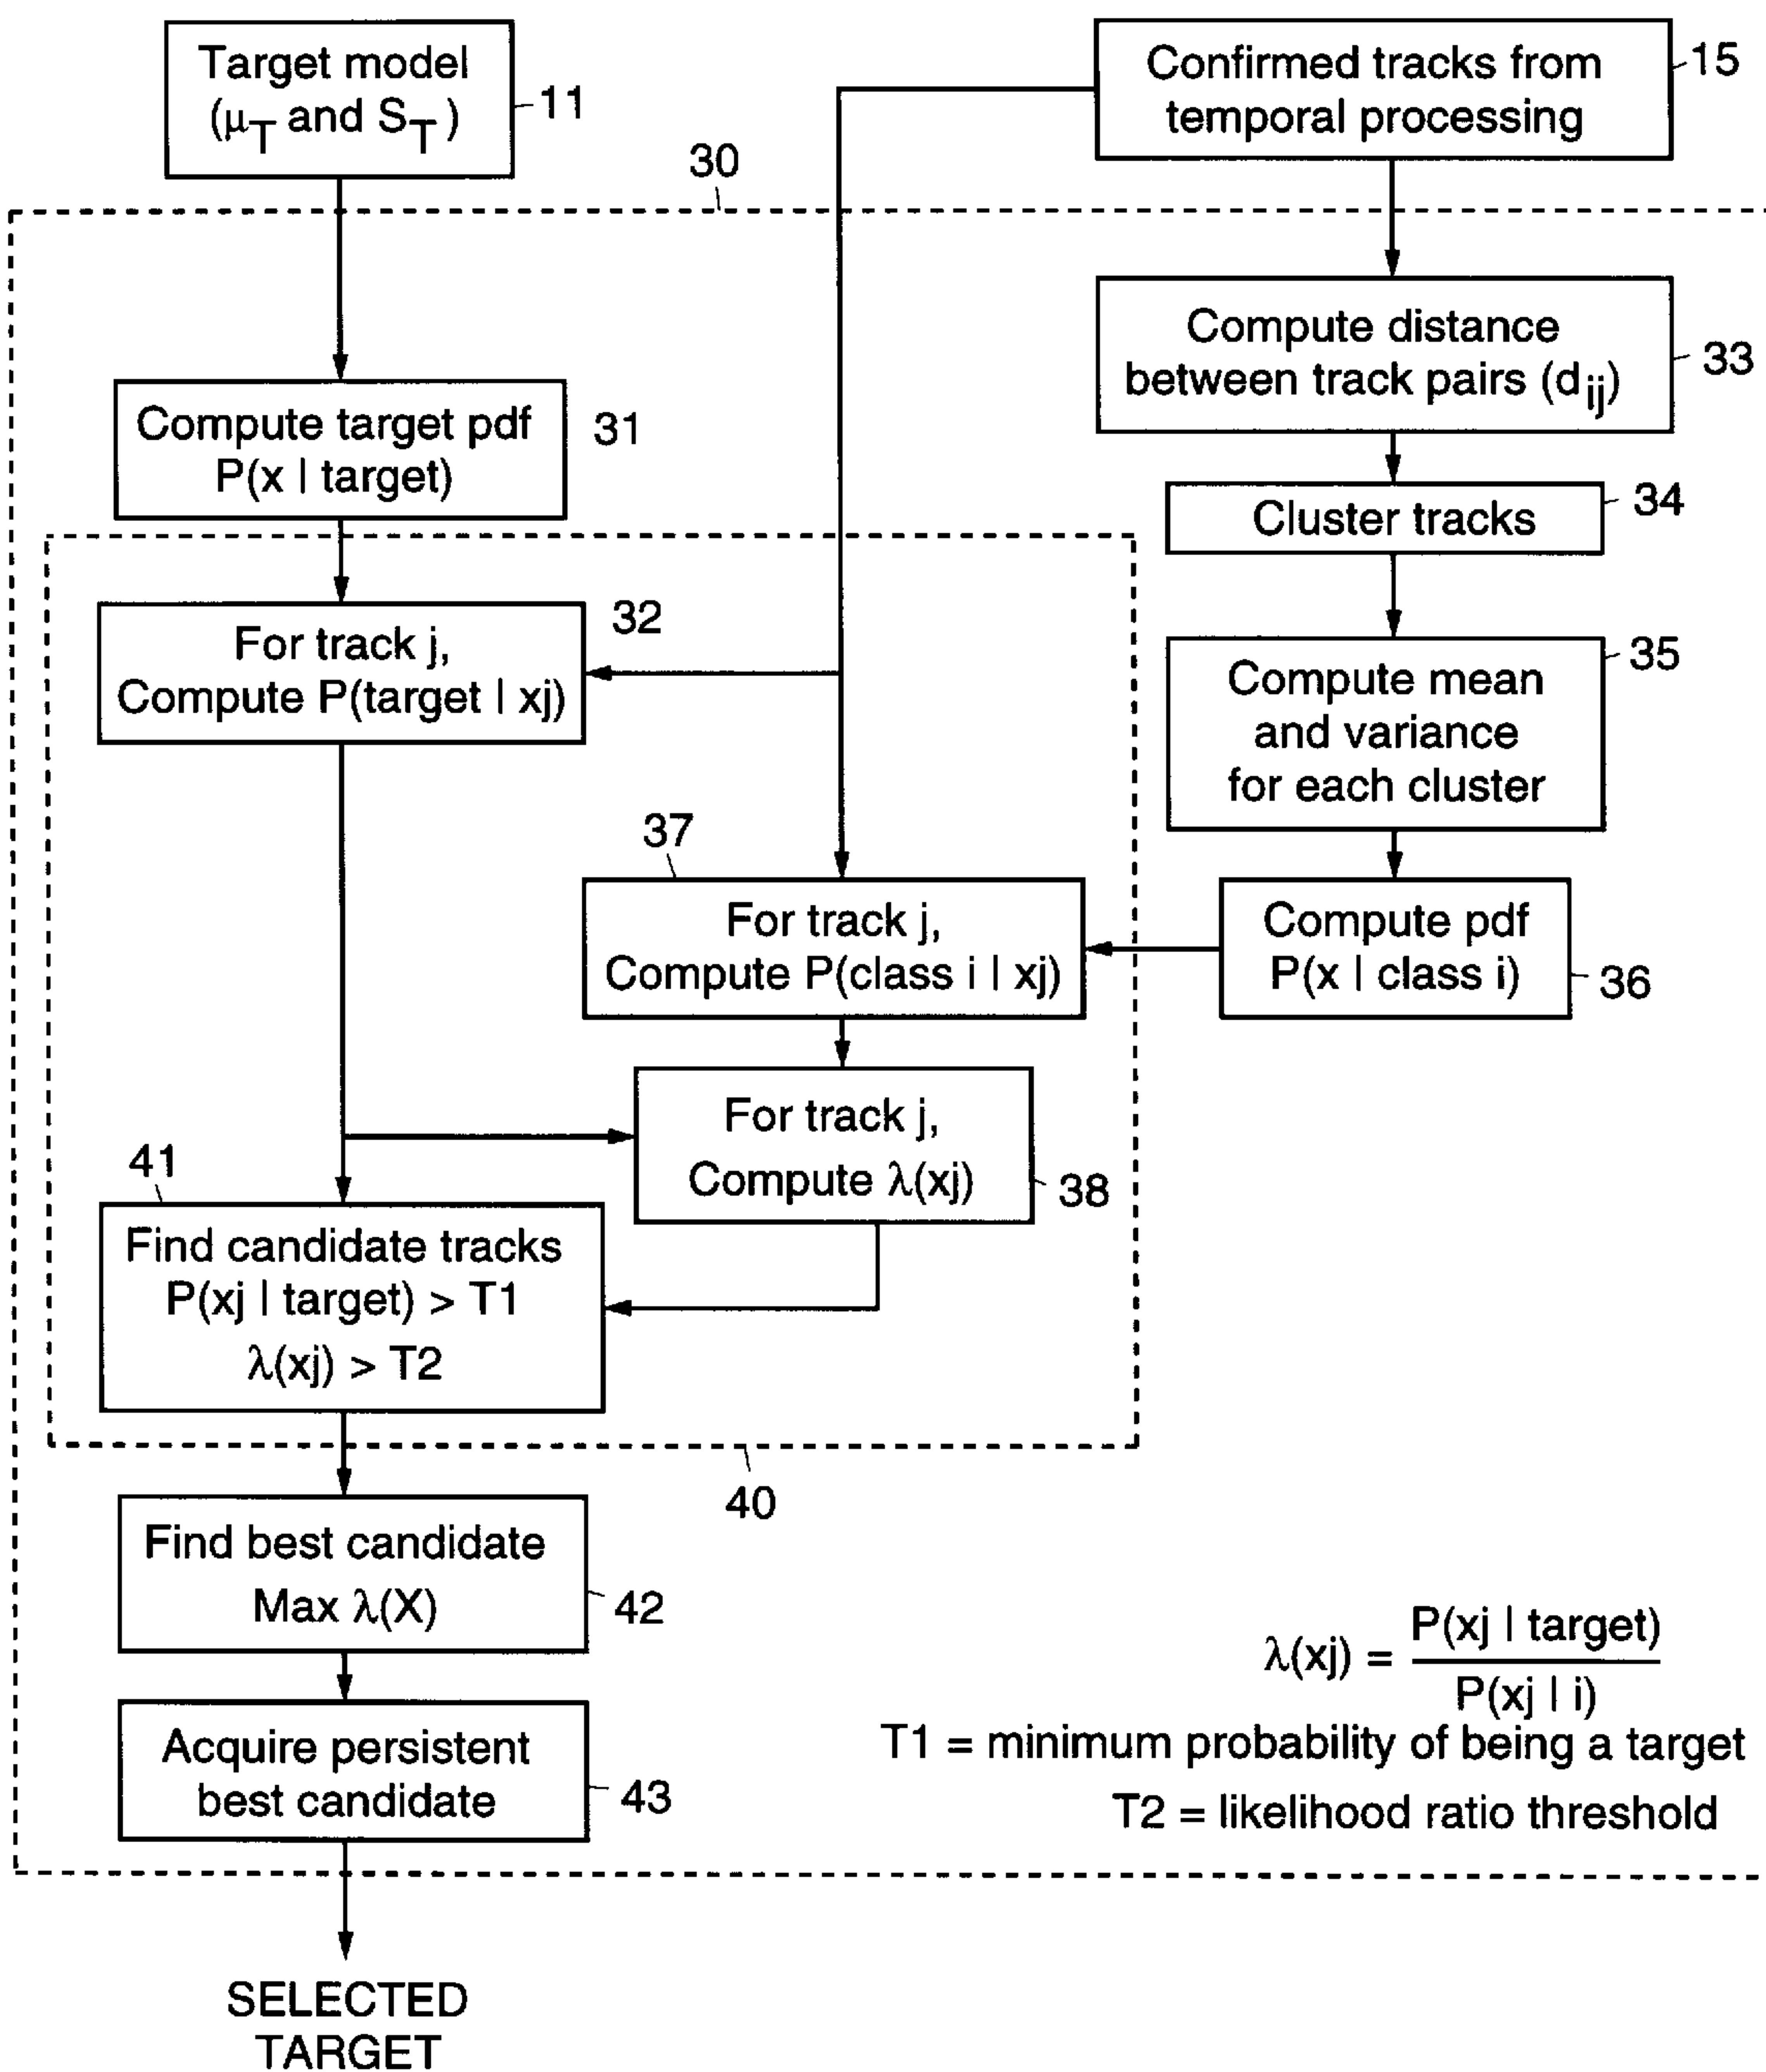 Target model
(μT and ST)
11
Confirmed tracks from
temporal processing
15
30
Compute distance
between track pairs (dij)
33
Compute target pdf
P(x | target)
31
Cluster tracks
34
For track j,
Compute P(target | xj)
32
Compute mean
and variance
for each cluster
35
37
For track j,
Compute P(class i | xj)
Compute pdf
P(x | class i)
36
For track j,
Compute λ(xj)
38
41
Find candidate tracks
P(xj | target) > T1
λ(xj) > T2
40
Find best candidate
Max λ(X)
42
λ(xj) = P(xj | target)
P(xj | i)
T1 = minimum probability of being a target
T2 = likelihood ratio threshold
Acquire persistent
best candidate
43
SELECTED
TARGET